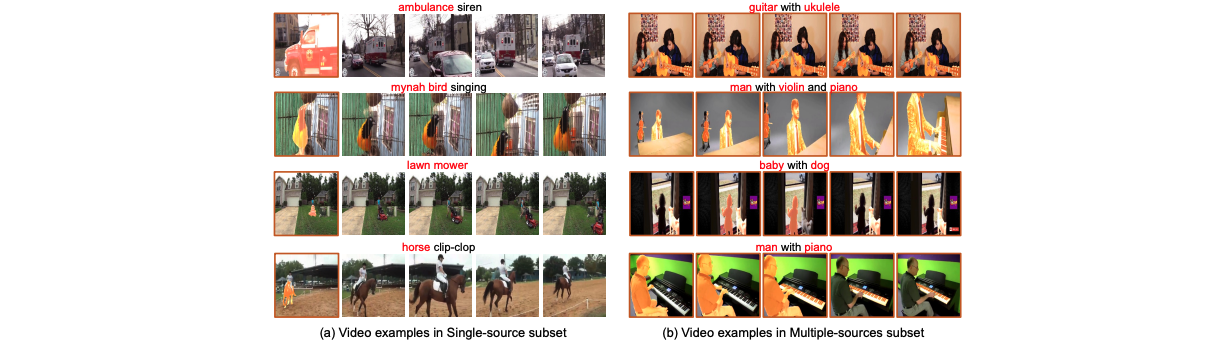 ambulance siren
mynah bird singing
lawn mower
horse clip-clop
(a) Video examples in Single-source subset
guitar with ukulele
man with violin and piano
baby with dog
man with piano
(b) Video examples in Multiple-sources subset